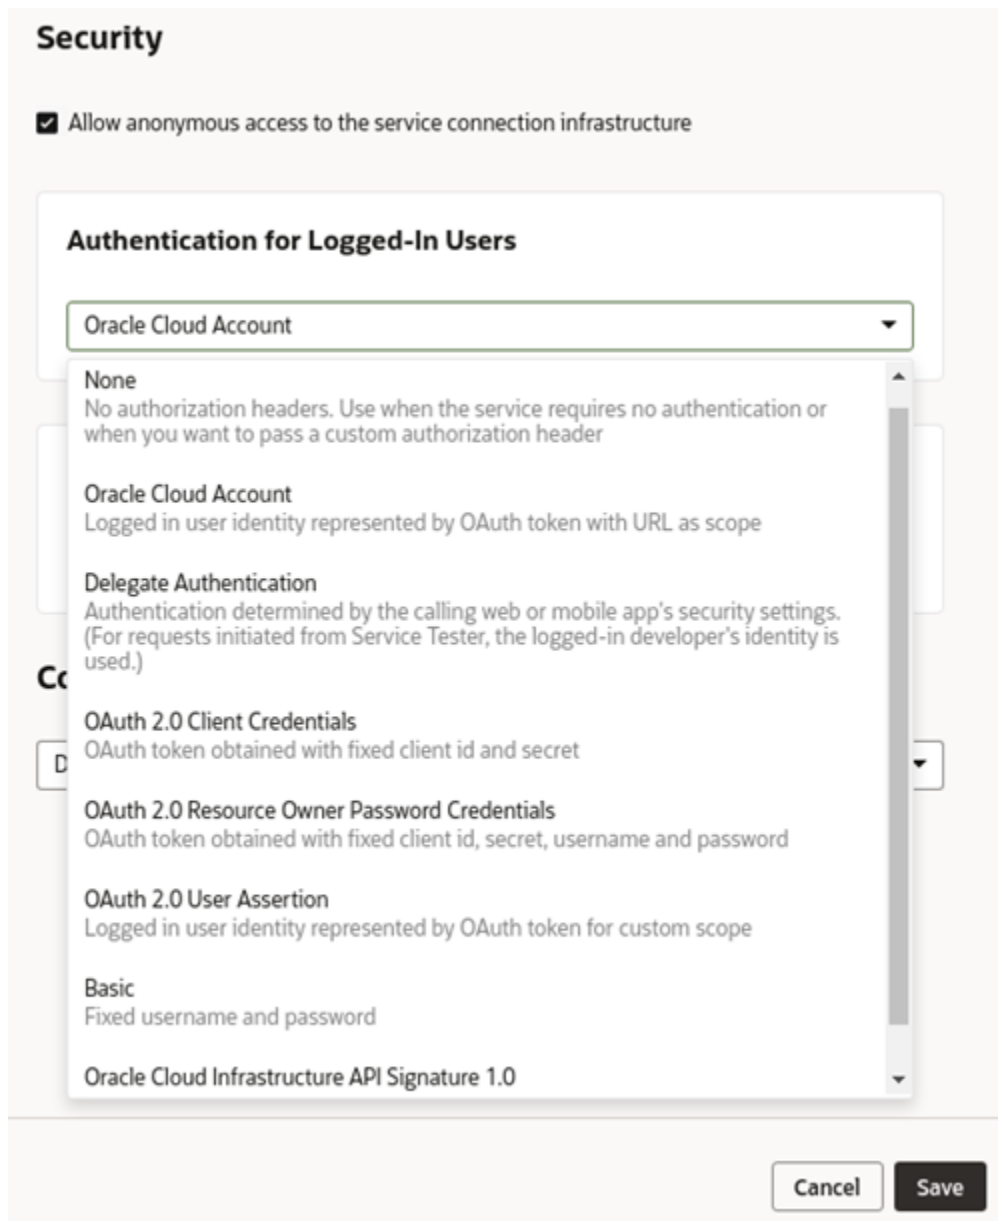 Security
Allow anonymous access to the service connection infrastructure
Authentication for Logged-In Users
Oracle Cloud Account
None
No authorization headers. Use when the service requires no authentication or
when you want to pass a custom authorization header
Oracle Cloud Account
Logged in user identity represented by OAuth token with URL as scope
Delegate Authentication
Authentication determined by the calling web or mobile app's security settings.
(For requests initiated from Service Tester, the logged-in developer's identity is
used.)
OAuth 2.0 Client Credentials
OAuth token obtained with fixed client id and secret
OAuth 2.0 Resource Owner Password Credentials
OAuth token obtained with fixed client id, secret, username and password
OAuth 2.0 User Assertion
Logged in user identity represented by OAuth token for custom scope
Basic
Fixed username and password
Oracle Cloud Infrastructure API Signature 1.0
Cancel
Save